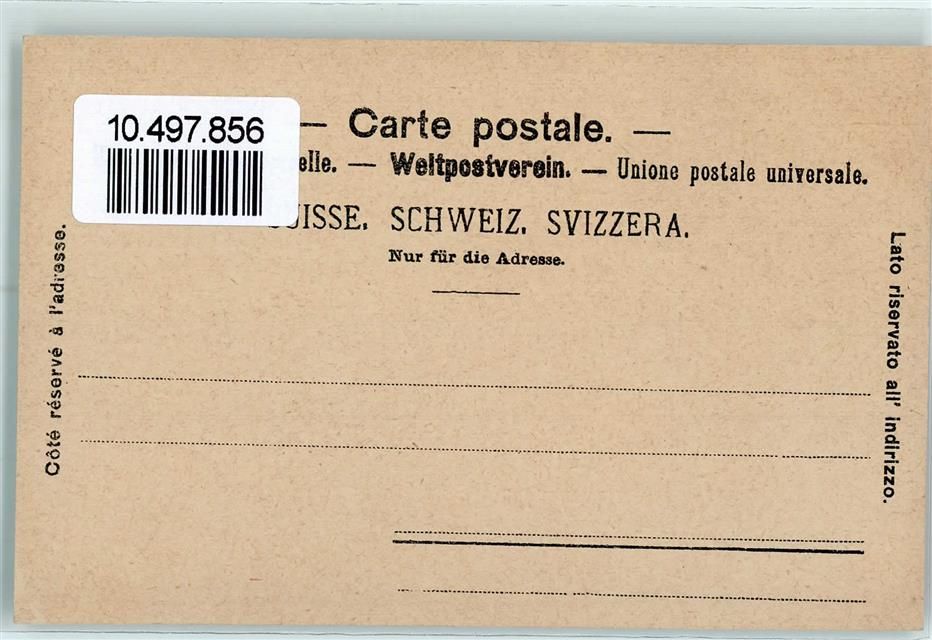 10.497.856
— Carte postale. —
elle. — Weltpostverein. — Unione postale universale.
UISSE. SCHWEIZ. SVIZZERA.
Nur für die Adresse.
Côté réservé à l'adresse.
Lato riservato all' indirizzo.